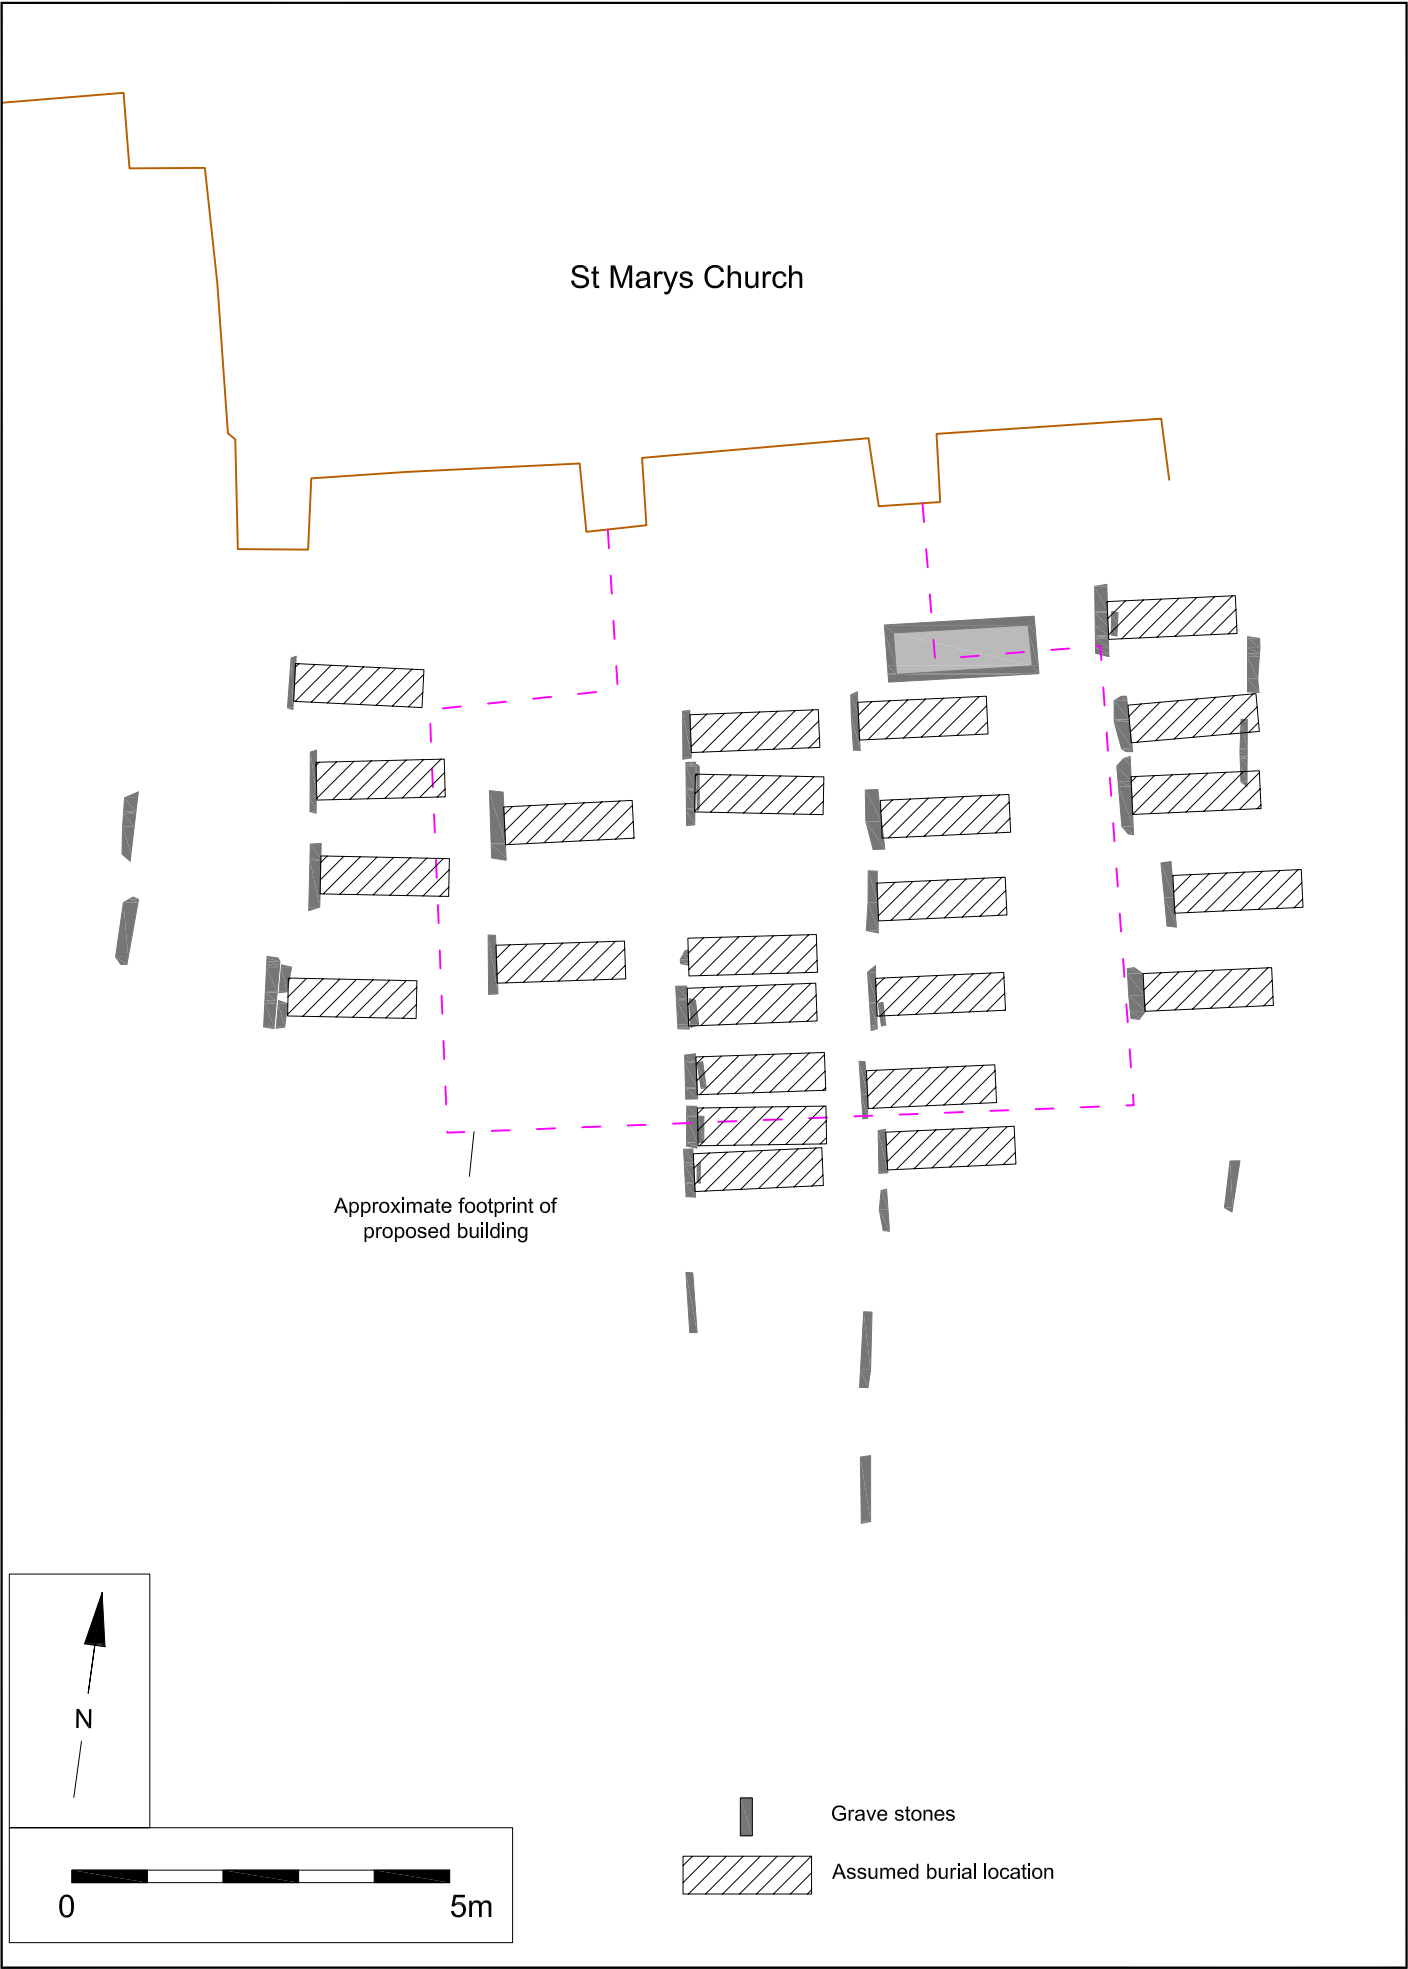 St Marys Church
Approximate footprint of
proposed building
N
Grave stones
Assumed burial location
0
5m